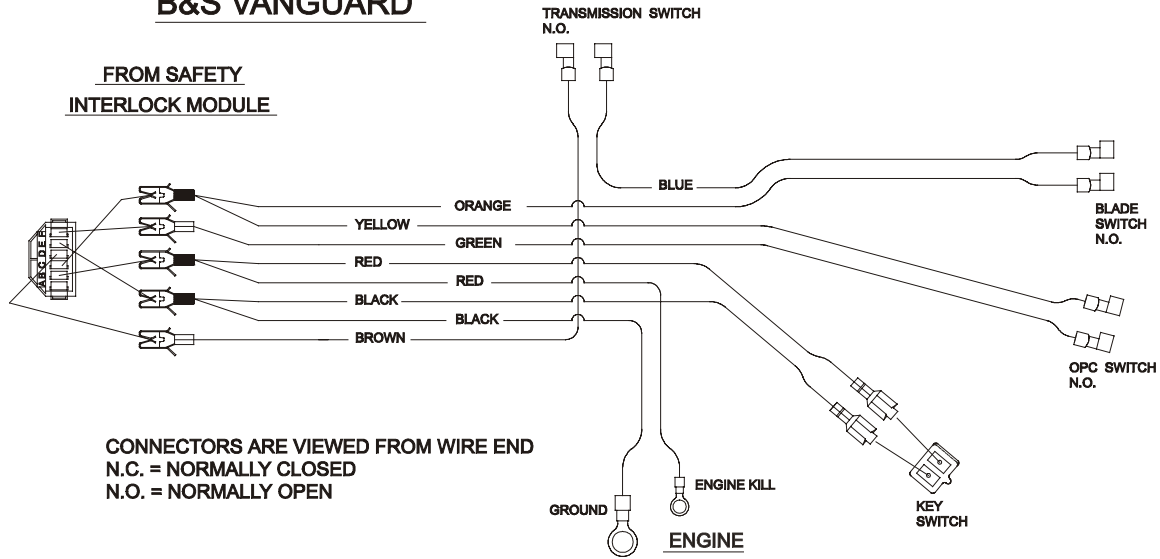 B&S VANGUARD
TRANSMISSION SWITCH
N.O.
FROM SAFETY
INTERLOCK MODULE
BLUE
ORANGE
YELLOW
GREEN
RED
RED
BLACK
BLACK
BROWN
A B C D E F
BLADE
SWITCH
N.O.
OPC SWITCH
N.O.
CONNECTORS ARE VIEWED FROM WIRE END
N.C. = NORMALLY CLOSED
N.O. = NORMALLY OPEN
GROUND
ENGINE KILL
ENGINE
KEY
SWITCH